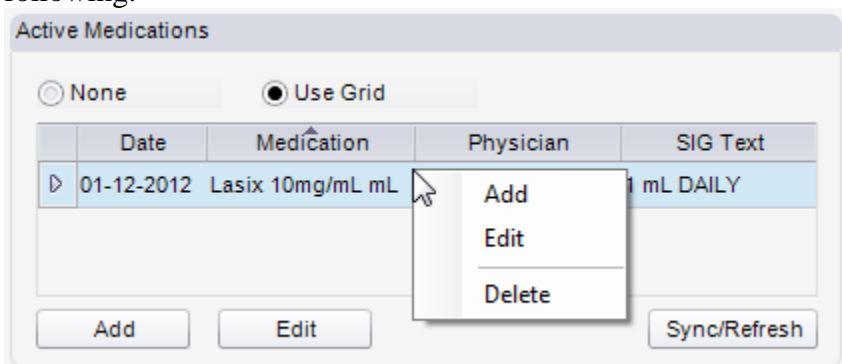 following:
Active Medications
None Use Grid
Date Medication Physician SIG Text
01-12-2012 Lasix 10mg/mL mL 1 mL DAILY
Add
Edit
Delete
Add Edit Sync/Refresh